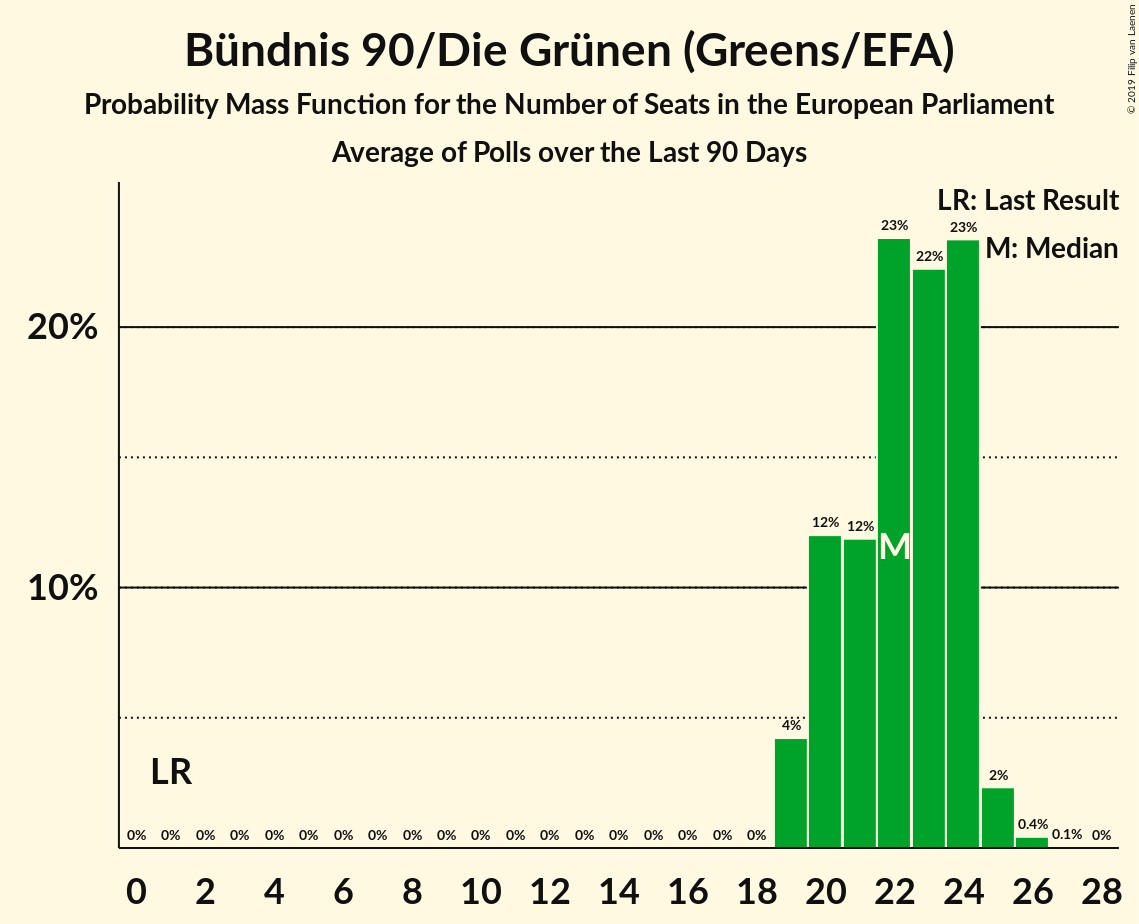 Bündnis 90/Die Grünen (Greens/EFA)
Probability Mass Function for the Number of Seats in the European Parliament
Average of Polls over the Last 90 Days
© 2019 Filip van Laenen
LR: Last Result
M: Median
23% 23%
22%
20%
12% 12%
M
10%
4%
LR
2%
0.4%
0% 0% 0% 0% 0% 0% 0% 0% 0% 0% 0% 0% 0% 0% 0% 0% 0% 0% 0% 0.1% 0%
0 2 4 6 8 10 12 14 16 18 20 22 24 26 28